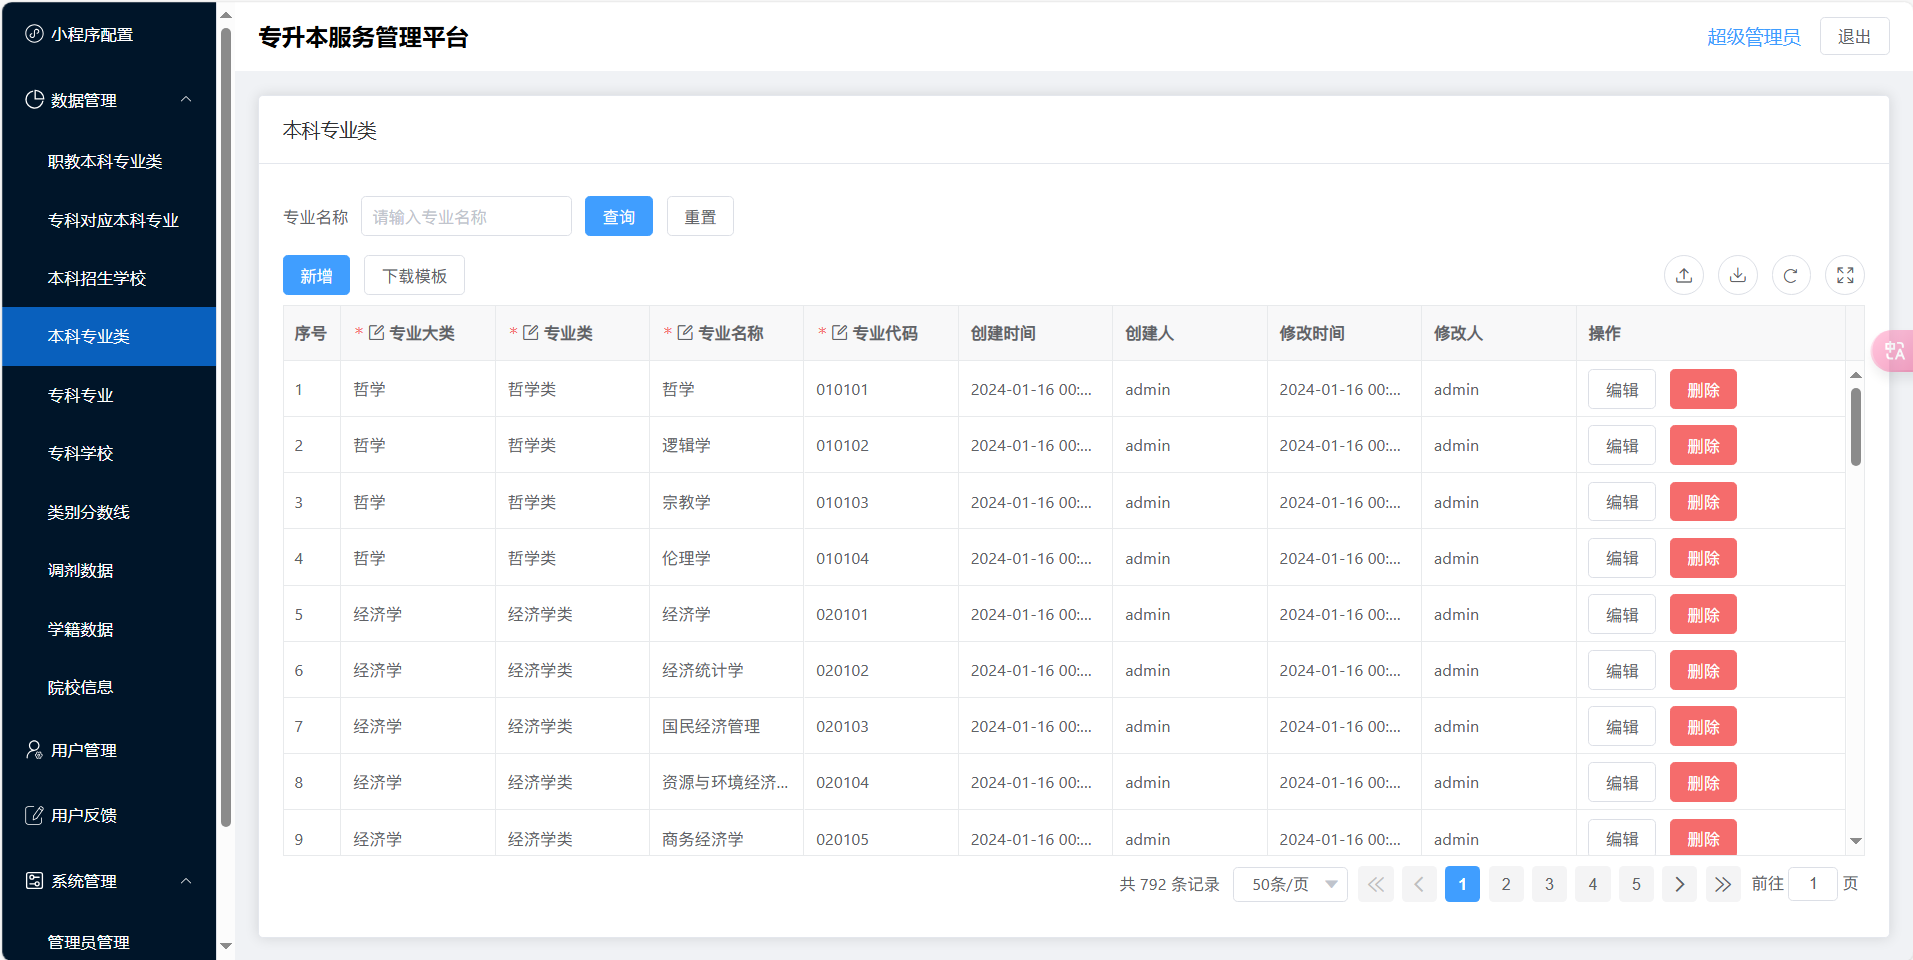 小程序配置
数据管理
职教本科专业类
专科对应本科专业
本科招生学校
本科专业类
专科专业
专科学校
类别分数线
调剂数据
学籍数据
院校信息
用户管理
用户反馈
系统管理
管理员管理
专升本服务管理平台
超级管理员 退出
本科专业类
专业名称 请输入专业名称 查询 重置
新增 下载模板
序号 * 专业大类 * 专业类 * 专业名称 * 专业代码 创建时间 创建人 修改时间 修改人 操作
1 哲学 哲学类 哲学 010101 2024-01-16 00:... admin 2024-01-16 00:... admin 编辑 删除
2 哲学 哲学类 逻辑学 010102 2024-01-16 00:... admin 2024-01-16 00:... admin 编辑 删除
3 哲学 哲学类 宗教学 010103 2024-01-16 00:... admin 2024-01-16 00:... admin 编辑 删除
4 哲学 哲学类 伦理学 010104 2024-01-16 00:... admin 2024-01-16 00:... admin 编辑 删除
5 经济学 经济学类 经济学 020101 2024-01-16 00:... admin 2024-01-16 00:... admin 编辑 删除
6 经济学 经济学类 经济统计学 020102 2024-01-16 00:... admin 2024-01-16 00:... admin 编辑 删除
7 经济学 经济学类 国民经济管理 020103 2024-01-16 00:... admin 2024-01-16 00:... admin 编辑 删除
8 经济学 经济学类 资源与环境经济... 020104 2024-01-16 00:... admin 2024-01-16 00:... admin 编辑 删除
9 经济学 经济学类 商务经济学 020105 2024-01-16 00:... admin 2024-01-16 00:... admin 编辑 删除
共 792 条记录 50条/页 1 2 3 4 5 前往 1 页